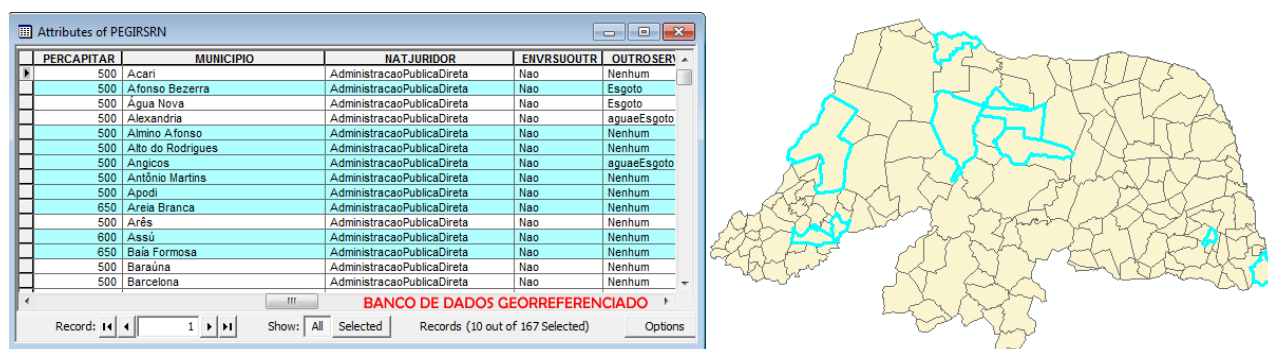 Attributes of PEGIRSRN
PERCAPITAR MUNICIPIO NATJURIDOR ENVRSUOUTR OUTROSERV
500 Acari AdministracaoPublicaDireta Nao Nenhum
500 Afonso Bezerra AdministracaoPublicaDireta Nao Esgoto
500 Água Nova AdministracaoPublicaDireta Nao Esgoto
500 Alexandria AdministracaoPublicaDireta Nao aguaeEsgoto
500 Almino Afonso AdministracaoPublicaDireta Nao Nenhum
500 Alto do Rodrigues AdministracaoPublicaDireta Nao Nenhum
500 Angicos AdministracaoPublicaDireta Nao aguaeEsgoto
500 Antônio Martins AdministracaoPublicaDireta Nao Nenhum
500 Apodi AdministracaoPublicaDireta Nao Nenhum
650 Areia Branca AdministracaoPublicaDireta Nao Nenhum
500 Arês AdministracaoPublicaDireta Nao Nenhum
600 Assú AdministracaoPublicaDireta Nao Nenhum
650 Baía Formosa AdministracaoPublicaDireta Nao Nenhum
500 Baraúna AdministracaoPublicaDireta Nao Nenhum
500 Barcelona AdministracaoPublicaDireta Nao Nenhum
BANCO DE DADOS GEORREFERENCIADO
Record: 1 Show: All Selected Records (10 out of 167 Selected) Options